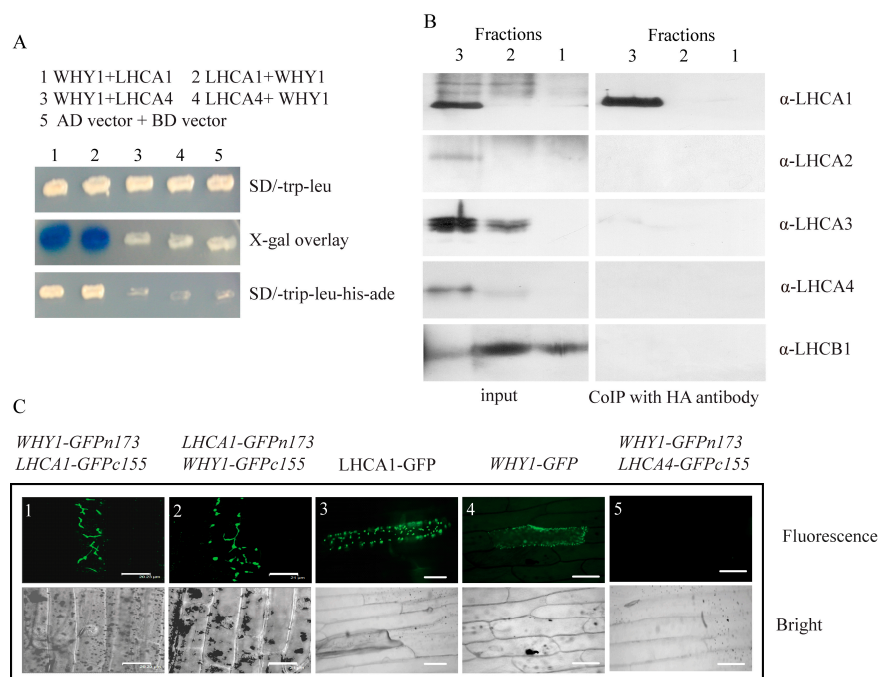 A
1 WHY1+LHCA1 2 LHCA1+WHY1
3 WHY1+LHCA4 4 LHCA4+ WHY1
5 AD vector + BD vector
1 2 3 4 5
SD/-trp-leu
X-gal overlay
SD/-trip-leu-his-ade
B
Fractions Fractions
3 2 1 3 2 1
α-LHCA1
α-LHCA2
α-LHCA3
α-LHCA4
α-LHCB1
input CoIP with HA antibody
C
WHY1-GFPn173 LHCA1-GFPn173 WHY1-GFPn173
LHCA1-GFPc155 WHY1-GFPc155 LHCA1-GFP WHY1-GFP LHCA4-GFPc155
1 2 3 4 5
Fluorescence
Bright